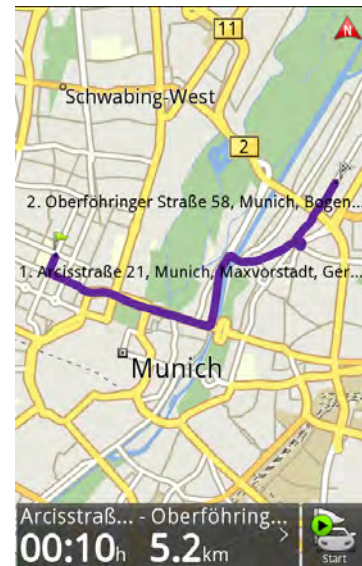 11
N
Schwabing-West
2
2. Oberföhringer Straße 58, Munich, Bogen...
1. Arcisstraße 21, Munich, Maxvorstadt, Ger...
Munich
Arcisstraß... - Oberföhring...
00:10h 5.2km >
Start